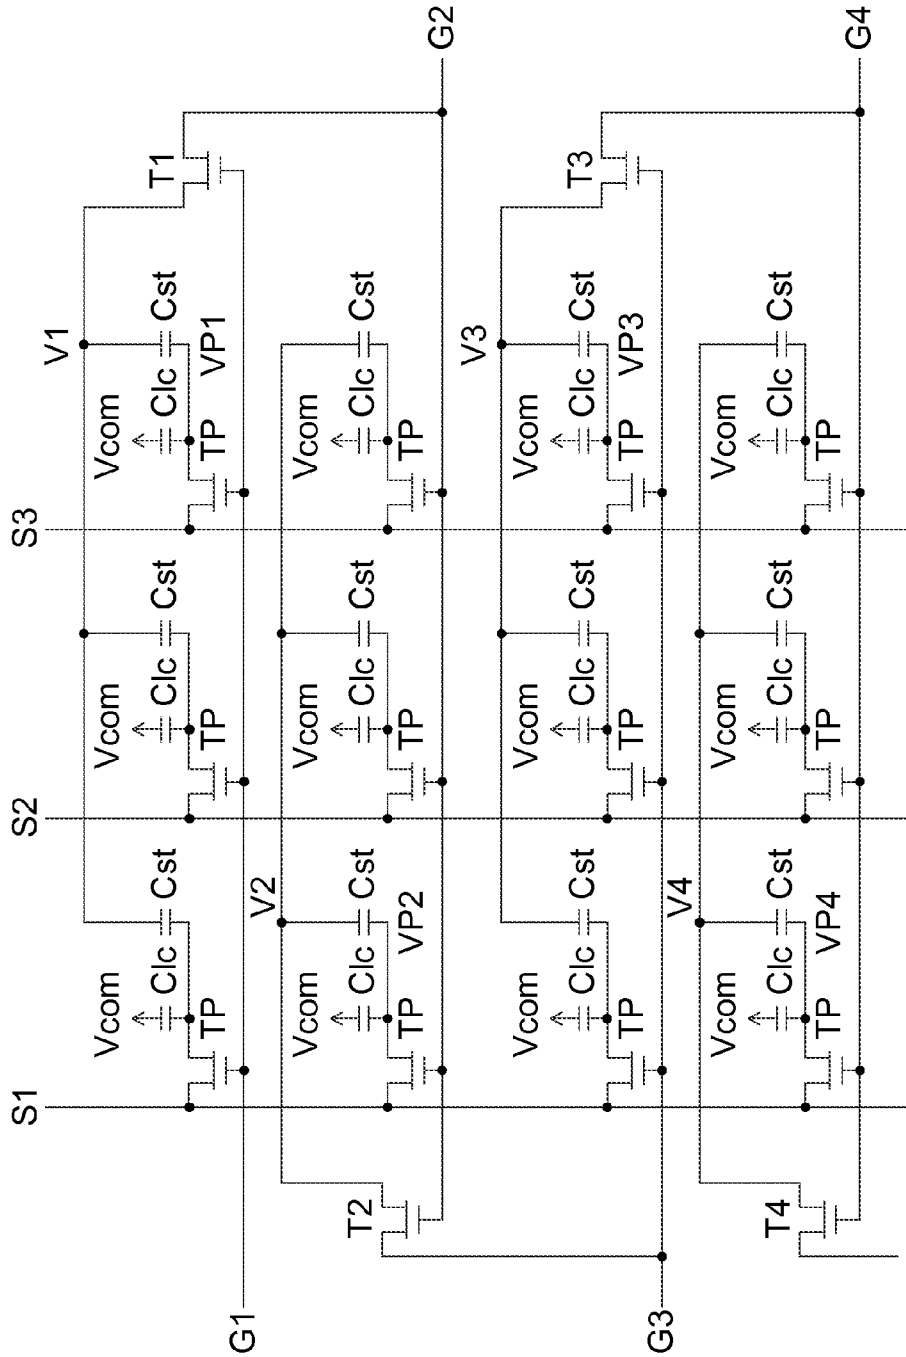 S1 S2 S3
V1
Vcom Vcom Vcom
Clc Cst Clc Cst Clc Cst T1
TP TP TP VP1
G1
V2
Vcom Vcom Vcom
T2 Clc Cst Clc Cst Clc Cst
TP VP2 TP TP
G2
V3
Vcom Vcom Vcom
Clc Cst Clc Cst Clc Cst T3
TP TP TP VP3
G3
V4
Vcom Vcom Vcom
T4 Clc Cst Clc Cst Clc Cst
TP VP4 TP TP
G4